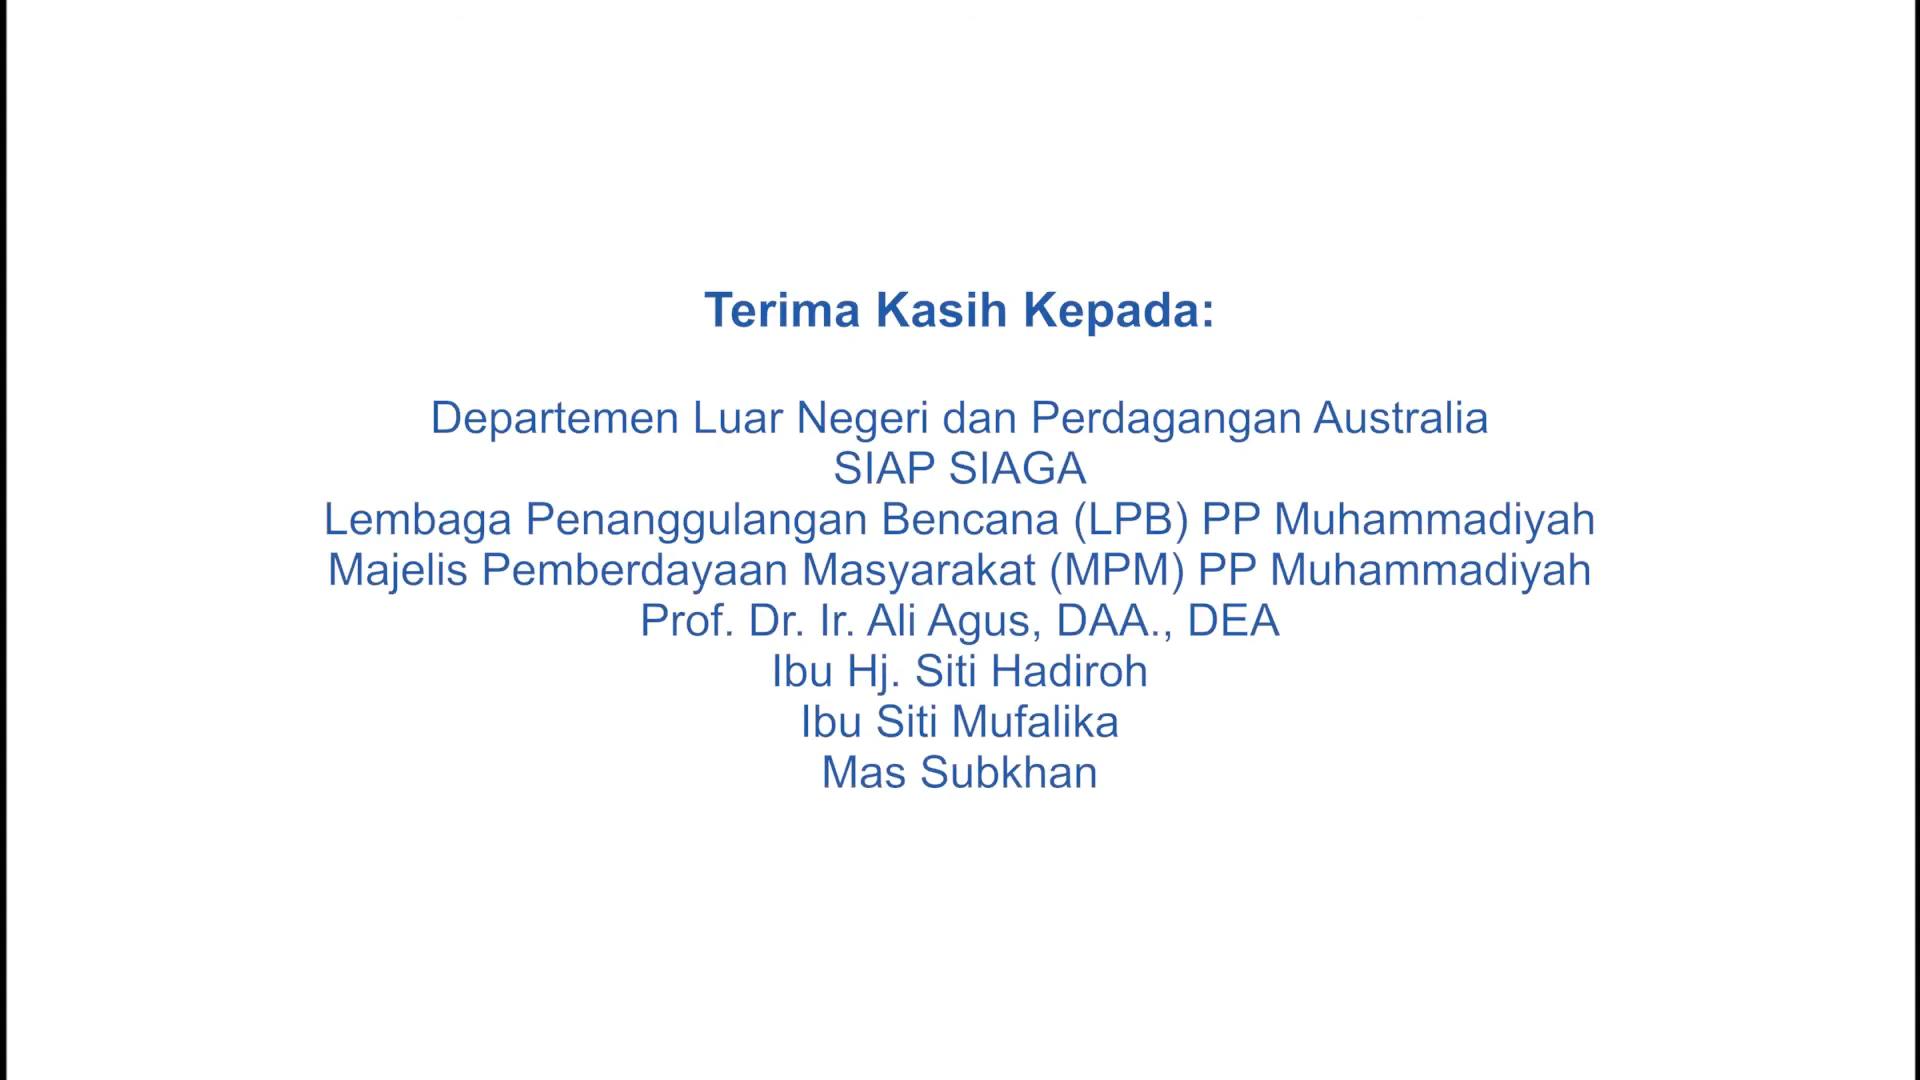 Terima Kasih Kepada:
Departemen Luar Negeri dan Perdagangan Australia
SIAP SIAGA
Lembaga Penanggulangan Bencana (LPB) PP Muhammadiyah
Majelis Pemberdayaan Masyarakat (MPM) PP Muhammadiyah
Prof. Dr. Ir. Ali Agus, DAA., DEA
Ibu Hj. Siti Hadiroh
Ibu Siti Mufalika
Mas Subkhan